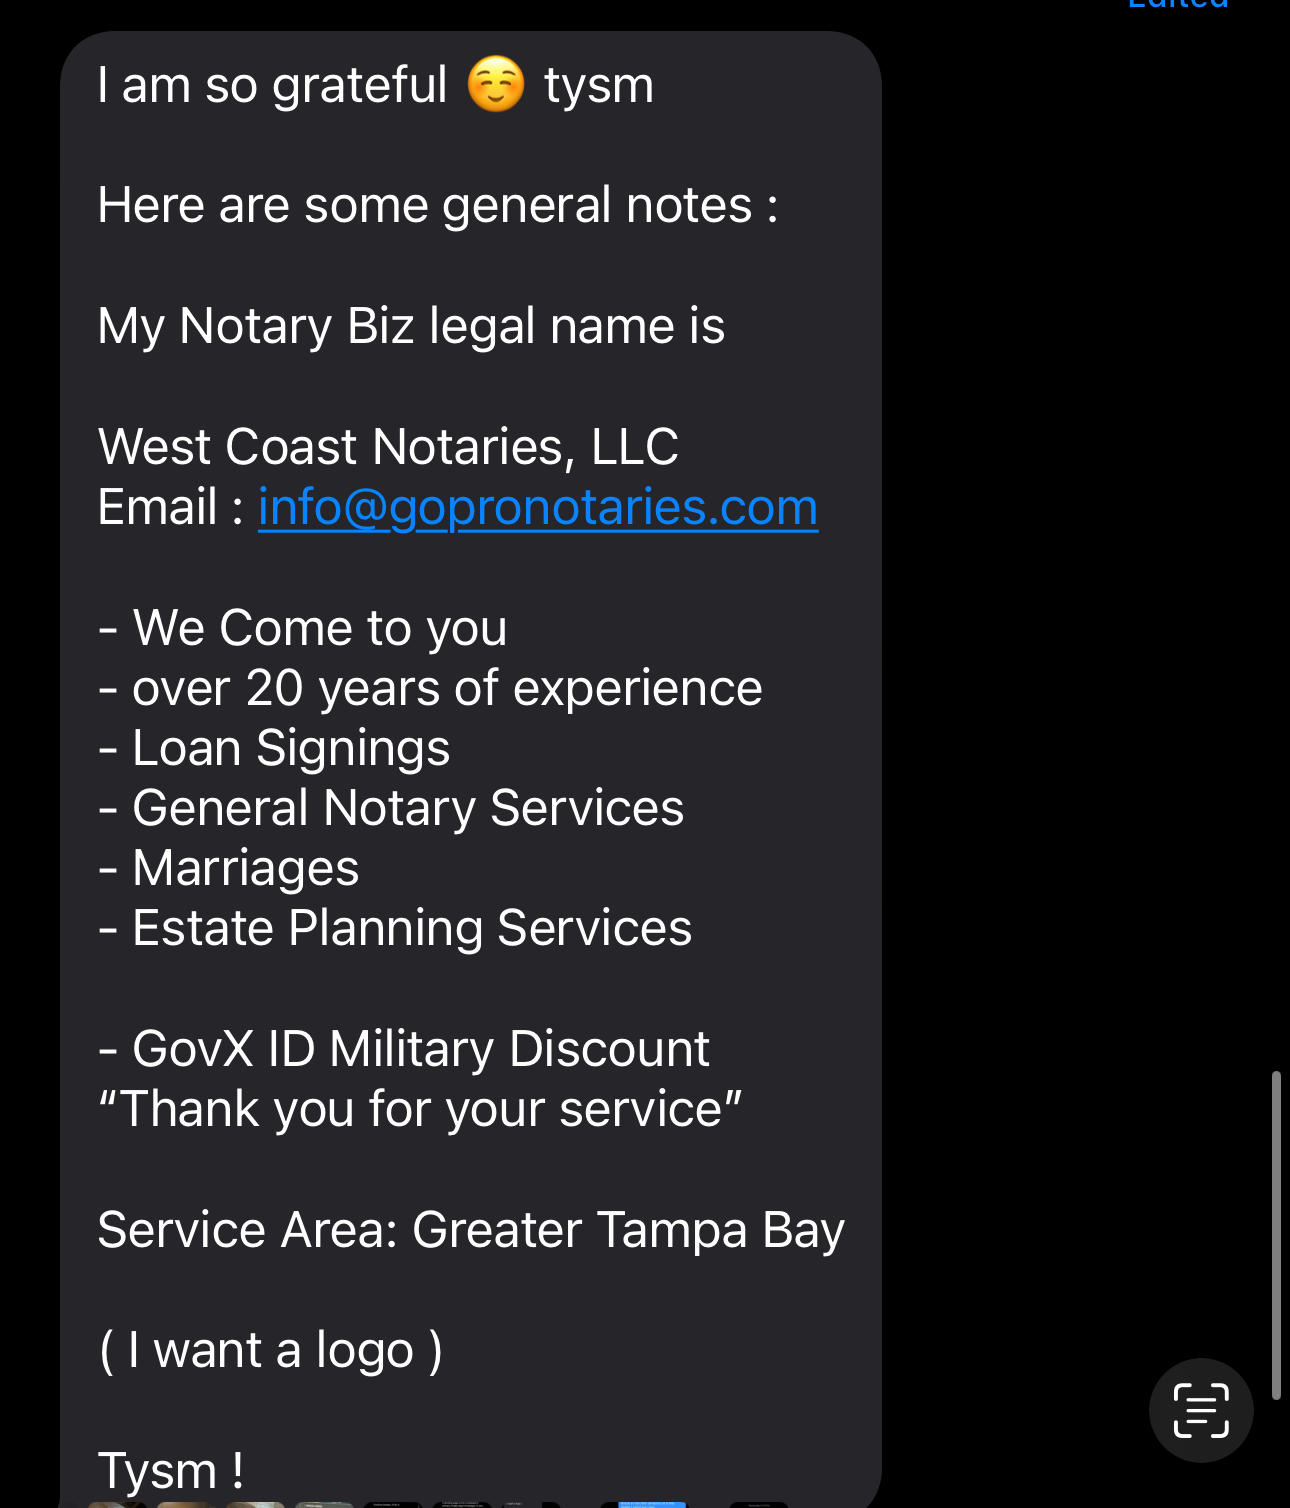 I am so grateful ☺️ tysm
Here are some general notes :
My Notary Biz legal name is
West Coast Notaries, LLC
Email : info@gopronotaries.com
- We Come to you
- over 20 years of experience
- Loan Signings
- General Notary Services
- Marriages
- Estate Planning Services
- GovX ID Military Discount
“Thank you for your service”
Service Area: Greater Tampa Bay
( I want a logo )
Tysm !